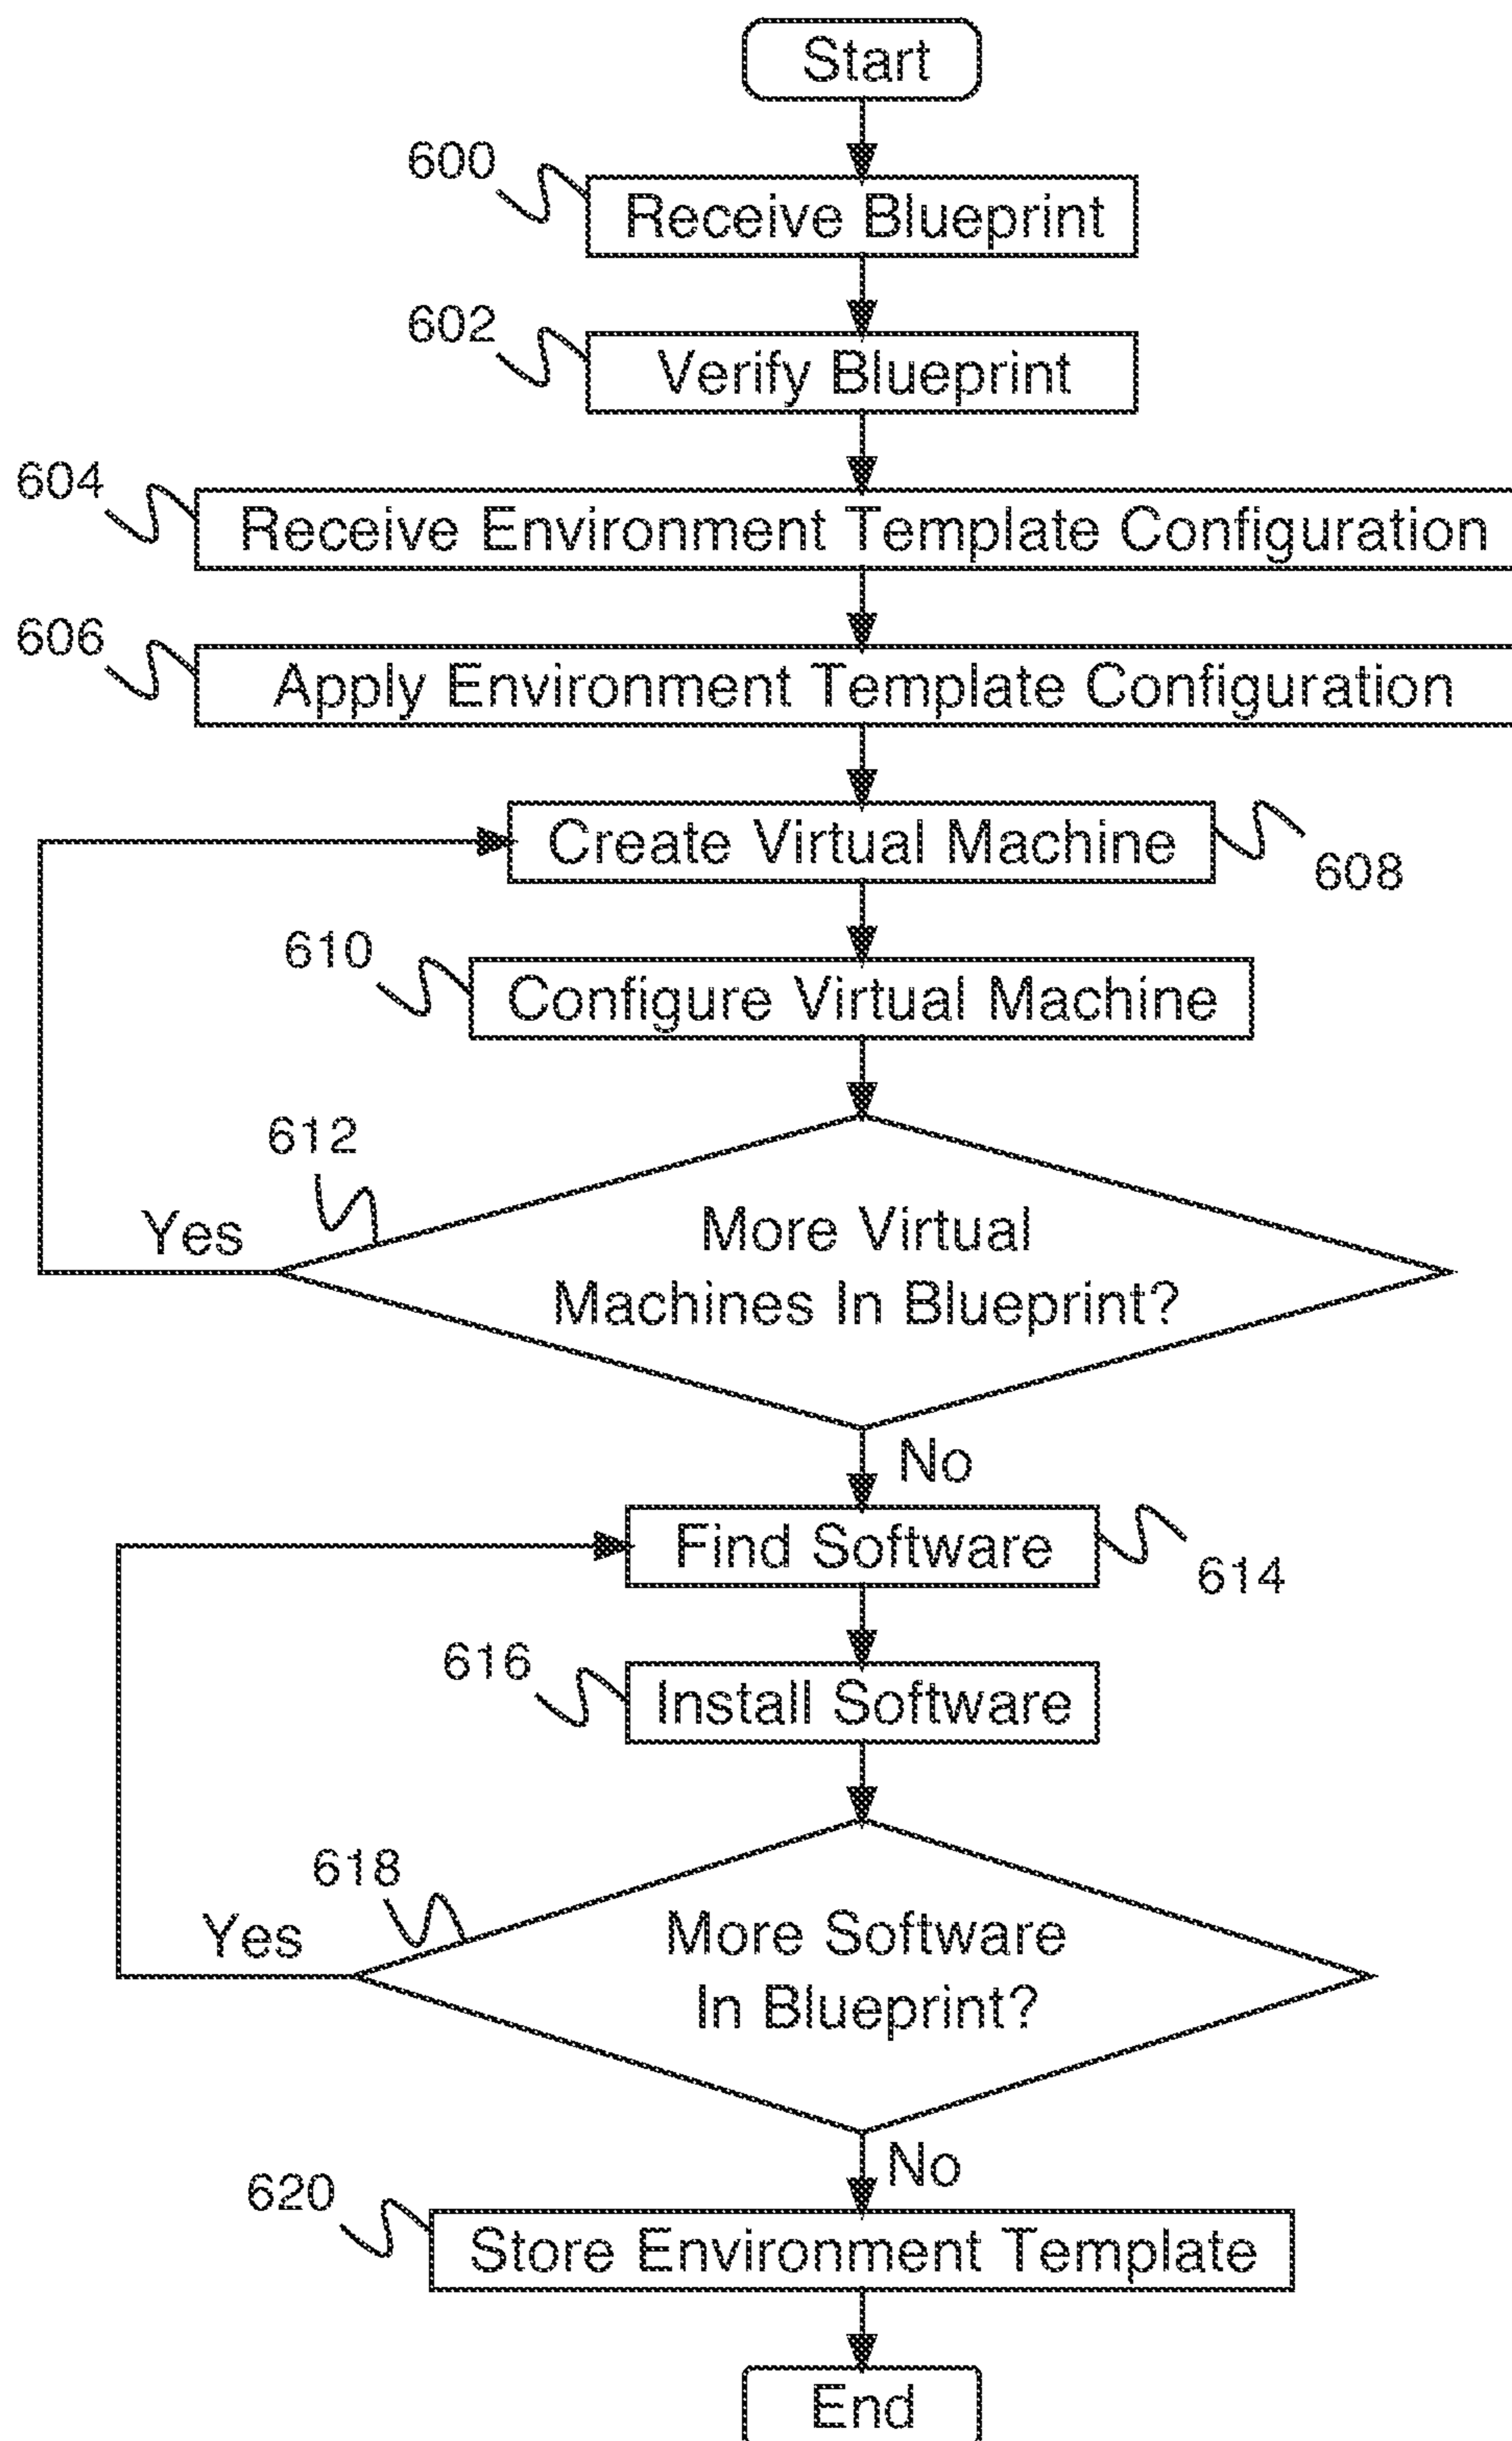 Start
600
Receive Blueprint
602
Verify Blueprint
604
Receive Environment Template Configuration
606
Apply Environment Template Configuration
Create Virtual Machine
608
610
Configure Virtual Machine
612
Yes
More Virtual
Machines In Blueprint?
No
Find Software
614
616
Install Software
618
Yes
More Software
In Blueprint?
No
620
Store Environment Template
End